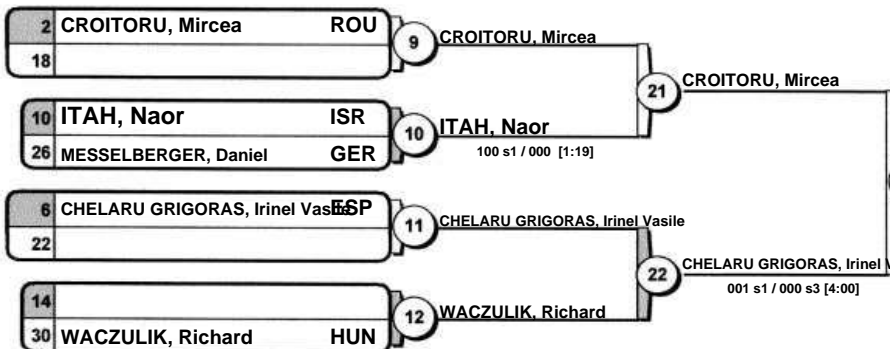 2 CROITORU, Mircea ROU
18
9
CROITORU, Mircea
10 ITAH, Naor ISR
26 MESSELBERGER, Daniel GER
10
ITAH, Naor
100 s1 / 000 [1:19]
21
CROITORU, Mircea
6 CHELARU GRIGORAS, Irinel Vasile ESP
22
11
CHELARU GRIGORAS, Irinel Vasile
14
30 WACZULIK, Richard HUN
12
WACZULIK, Richard
22
CHELARU GRIGORAS, Irinel V
001 s1 / 000 s3 [4:00]